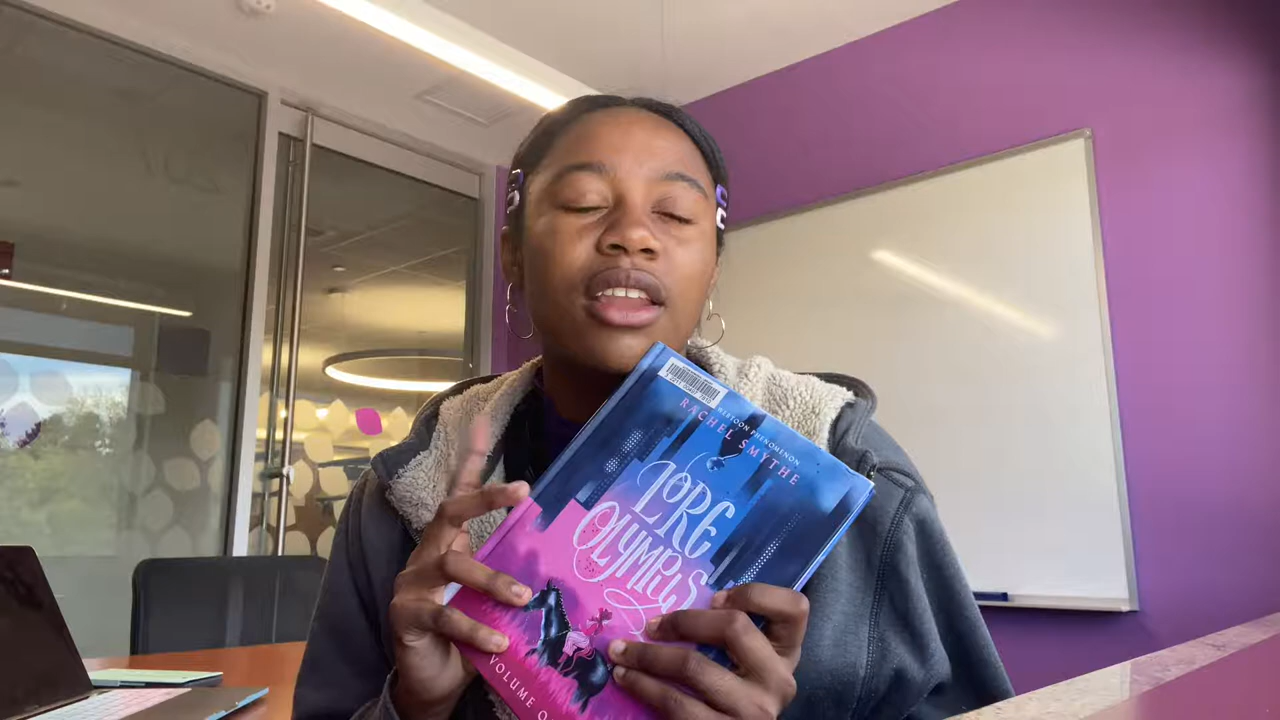 WEBTOON PHENOMENON
RACHEL SMYTHE
LORE
OLYMPUS
VOLUME O